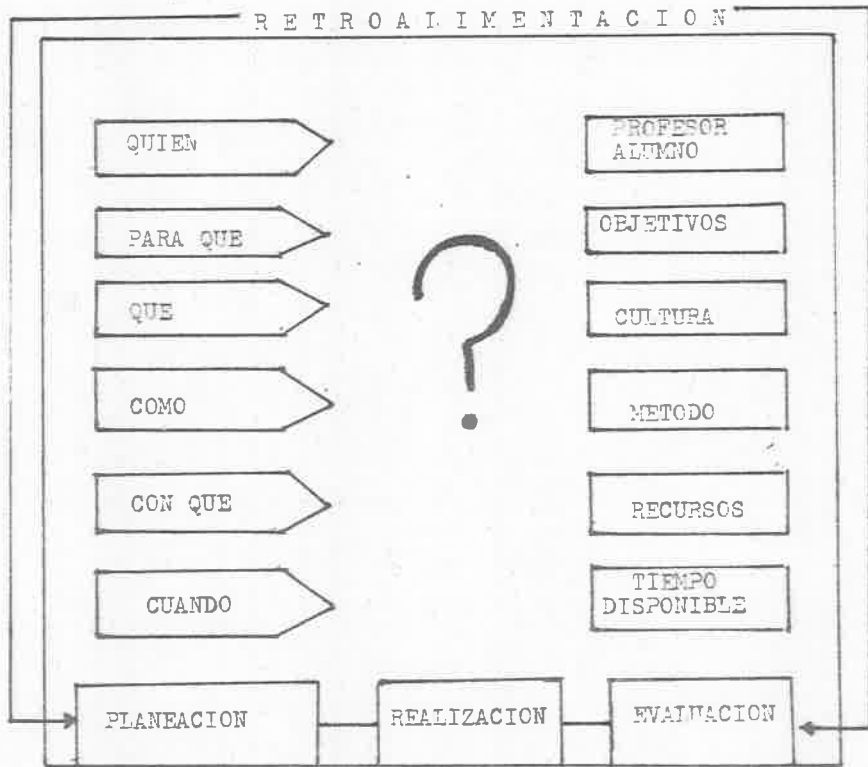 RETROALIMENTACION
QUIEN
PROFESOR
ALUMNO
PARA QUE
OBJETIVOS
QUE
CULTURA
COMO
METODO
CON QUE
RECURSOS
CUANDO
TIEMPO
DISPONIBLE
?
PLANEACION
REALIZACION
EVALUACION